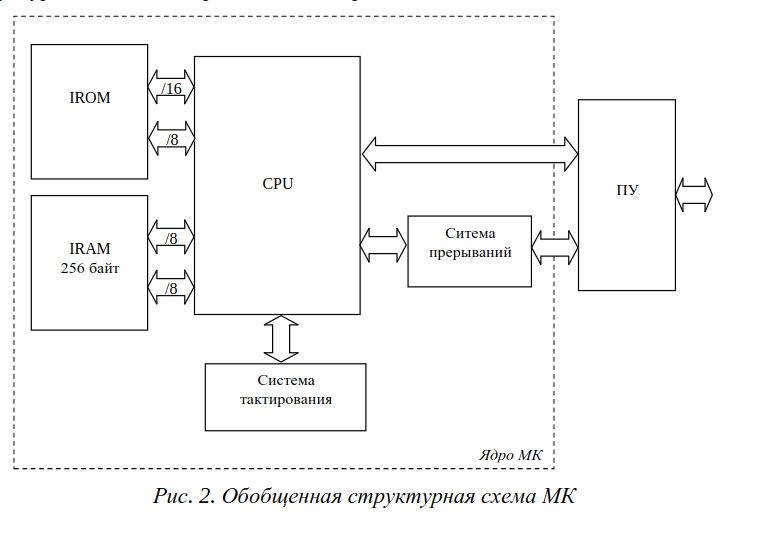 IROM
/16
/8
IRAM
256 байт
/8
/8
CPU
ПУ
Ситема
прерываний
Система
тактирования
Ядро МК
Рис. 2. Обобщенная структурная схема МК